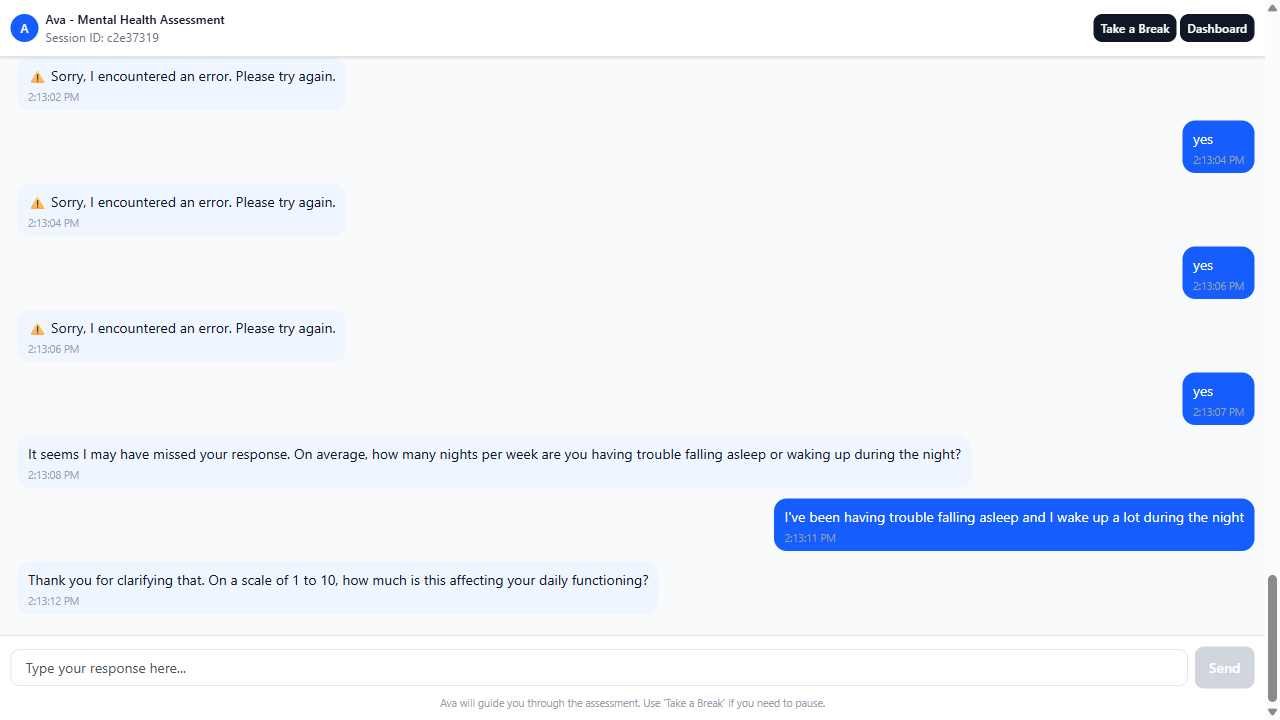 A
Ava - Mental Health Assessment
Session ID: c2e37319
Take a Break
Dashboard
⚠️ Sorry, I encountered an error. Please try again.
2:13:02 PM
yes
2:13:04 PM
⚠️ Sorry, I encountered an error. Please try again.
2:13:04 PM
yes
2:13:06 PM
⚠️ Sorry, I encountered an error. Please try again.
2:13:06 PM
yes
2:13:07 PM
It seems I may have missed your response. On average, how many nights per week are you having trouble falling asleep or waking up during the night?
2:13:08 PM
I've been having trouble falling asleep and I wake up a lot during the night
2:13:11 PM
Thank you for clarifying that. On a scale of 1 to 10, how much is this affecting your daily functioning?
2:13:12 PM
Type your response here...
Send
Ava will guide you through the assessment. Use 'Take a Break' if you need to pause.